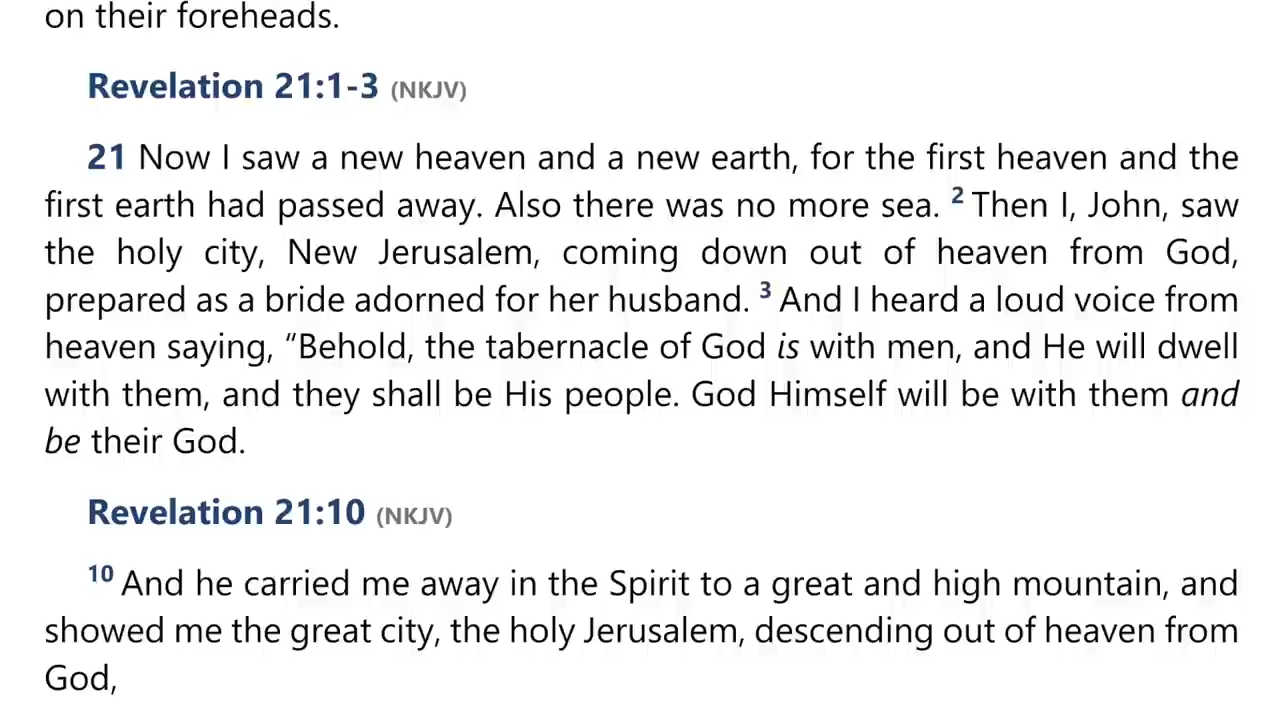 on their foreheads.
Revelation 21:1-3 (NKJV)
21 Now I saw a new heaven and a new earth, for the first heaven and the
first earth had passed away. Also there was no more sea. 2 Then I, John, saw
the holy city, New Jerusalem, coming down out of heaven from God,
prepared as a bride adorned for her husband. 3 And I heard a loud voice from
heaven saying, “Behold, the tabernacle of God is with men, and He will dwell
with them, and they shall be His people. God Himself will be with them and
be their God.
Revelation 21:10 (NKJV)
10 And he carried me away in the Spirit to a great and high mountain, and
showed me the great city, the holy Jerusalem, descending out of heaven from
God,